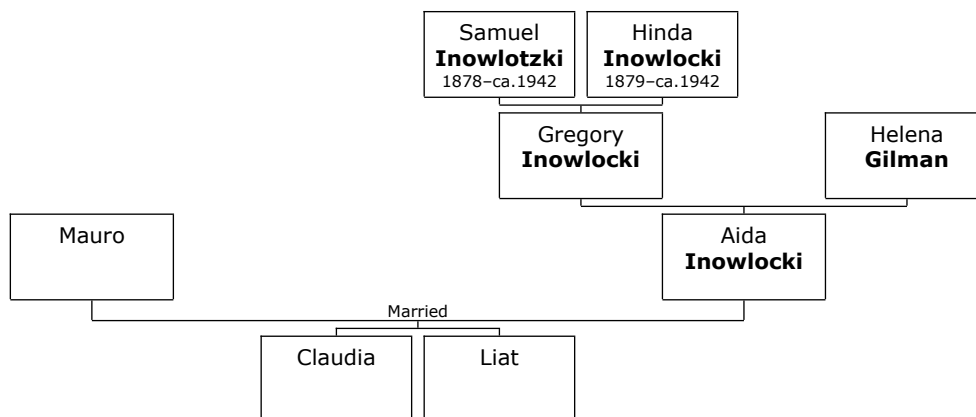 Samuel
Inowlotzki
1878–ca.1942
Hinda
Inowlocki
1879–ca.1942
Gregory
Inowlocki
Helena
Gilman
Mauro
Aida
Inowlocki
Married
Claudia
Liat